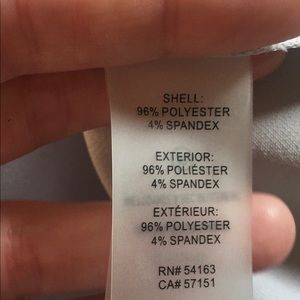 SHELL:
96% POLYESTER
4% SPANDEX
EXTERIOR:
96% POLIÉSTER
4% SPANDEX
EXTÉRIEUR:
96% POLYESTER
4% SPANDEX
RN# 54163
CA# 57151